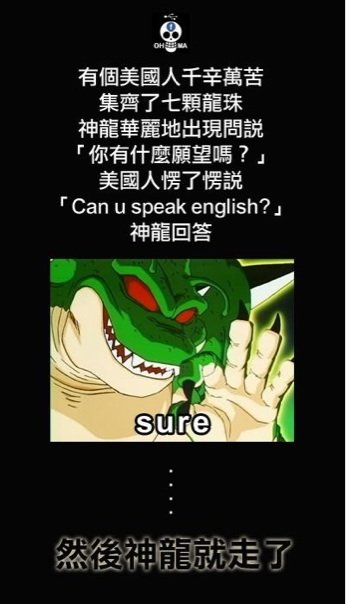 OH MA
有個美國人千辛萬苦
集齊了七顆龍珠
神龍華麗地出現問説
「你有什麼願望嗎？」
美國人愣了愣説
「Can u speak english?」
神龍回答
sure
．
．
．
．
然後神龍就走了